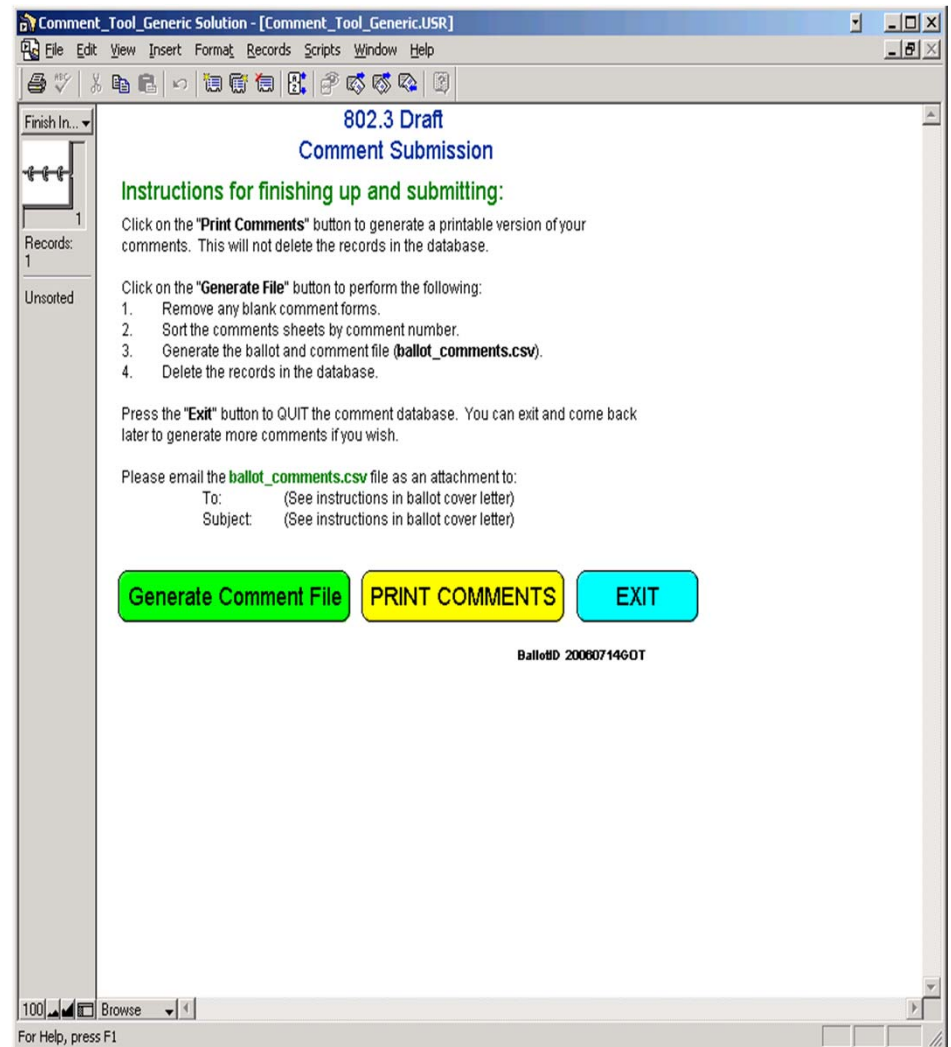 Comment_Tool_Generic Solution - [Comment_Tool_Generic.USR]
File Edit View Insert Format Records Scripts Window Help
Finish In...
1
Records:
1
Unsorted
802.3 Draft
Comment Submission
Instructions for finishing up and submitting:
Click on the "Print Comments" button to generate a printable version of your
comments. This will not delete the records in the database.
Click on the "Generate File" button to perform the following:
1. Remove any blank comment forms.
2. Sort the comments sheets by comment number.
3. Generate the ballot and comment file (ballot_comments.csv).
4. Delete the records in the database.
Press the "Exit" button to QUIT the comment database. You can exit and come back
later to generate more comments if you wish.
Please email the ballot_comments.csv file as an attachment to:
To: (See instructions in ballot cover letter)
Subject: (See instructions in ballot cover letter)
Generate Comment File PRINT COMMENTS EXIT
BallotID 20060714GOT
100 Browse
For Help, press F1